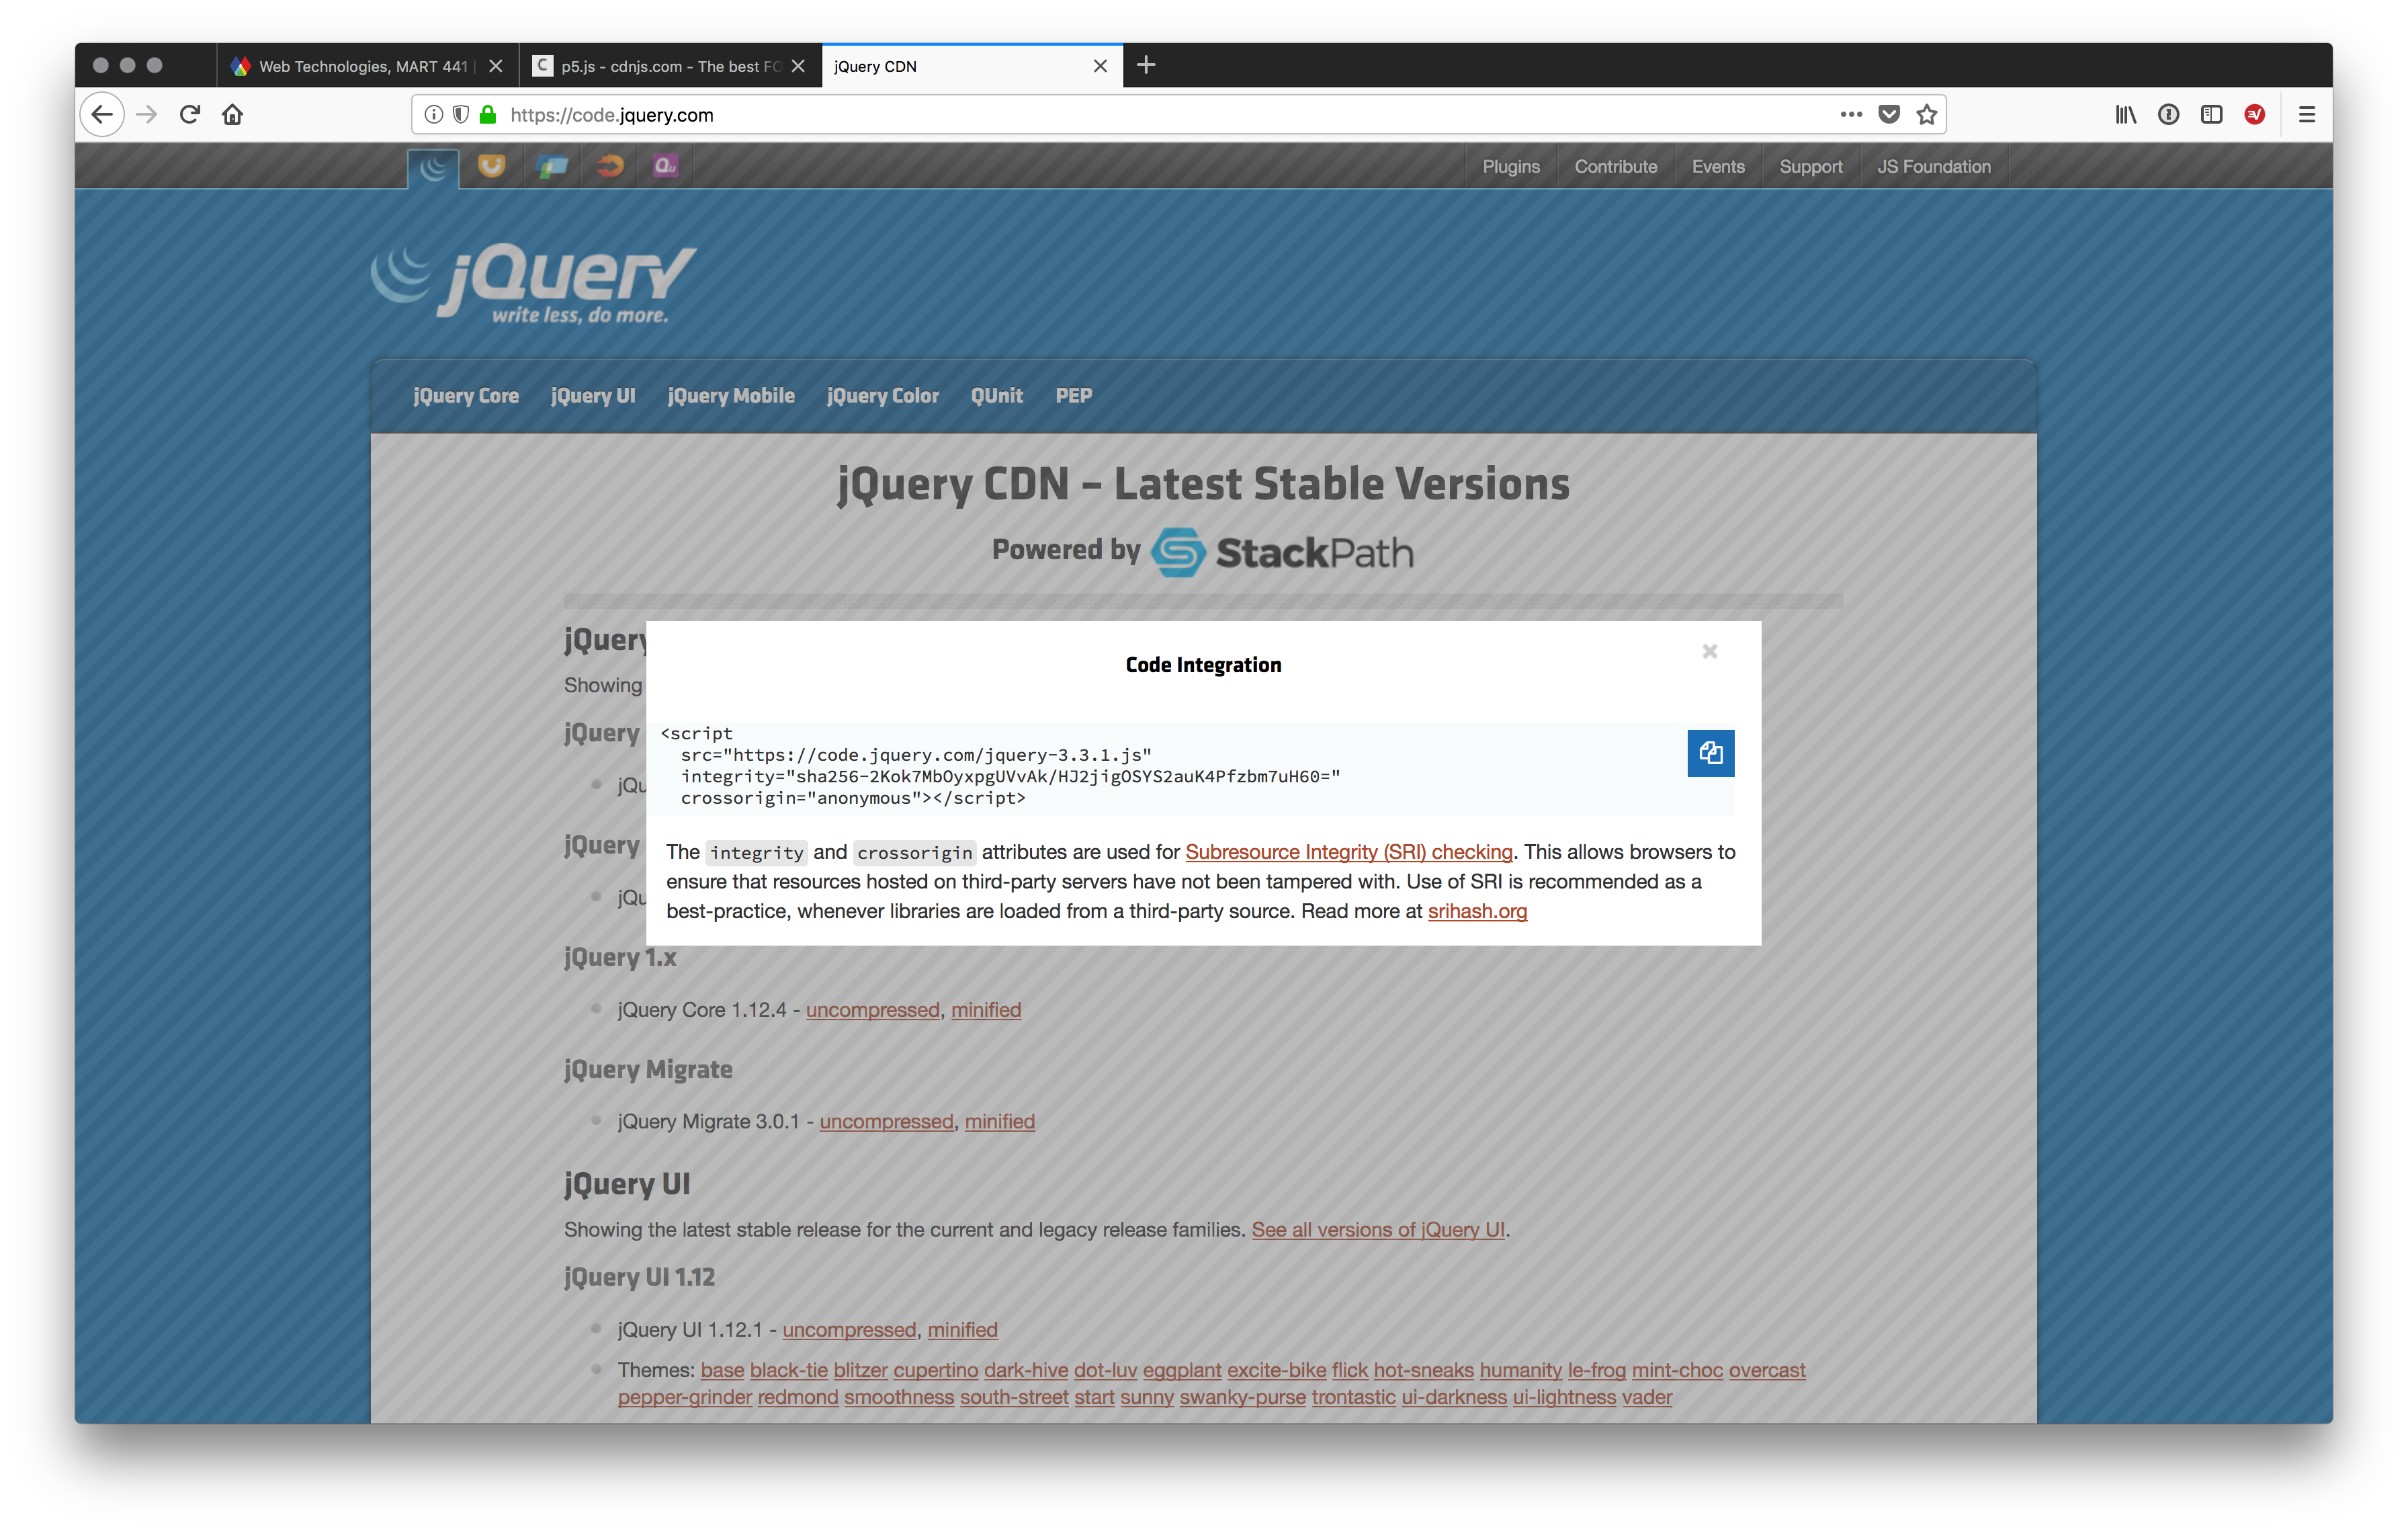 Web Technologies, MART 441
p5.js - cdnjs.com - The best FO
jQuery CDN
https://code.jquery.com
Plugins Contribute Events Support JS Foundation
jQuery
write less, do more.
jQuery Core jQuery UI jQuery Mobile jQuery Color QUnit PEP
jQuery CDN – Latest Stable Versions
Powered by StackPath
jQuery
Showing
jQuery
jQu
jQuery
jQu
Code Integration
<script
src="https://code.jquery.com/jquery-3.3.1.js"
integrity="sha256-2Kok7MbOyxpgUVvAk/HJ2jigOSYS2auK4Pfzbm7uH60="
crossorigin="anonymous"></script>
The integrity and crossorigin attributes are used for Subresource Integrity (SRI) checking. This allows browsers to
ensure that resources hosted on third-party servers have not been tampered with. Use of SRI is recommended as a
best-practice, whenever libraries are loaded from a third-party source. Read more at srihash.org
jQuery 1.x
jQuery Core 1.12.4 - uncompressed, minified
jQuery Migrate
jQuery Migrate 3.0.1 - uncompressed, minified
jQuery UI
Showing the latest stable release for the current and legacy release families. See all versions of jQuery UI.
jQuery UI 1.12
jQuery UI 1.12.1 - uncompressed, minified
Themes: base black-tie blitzer cupertino dark-hive dot-luv eggplant excite-bike flick hot-sneaks humanity le-frog mint-choc overcast
pepper-grinder redmond smoothness south-street start sunny swanky-purse trontastic ui-darkness ui-lightness vader